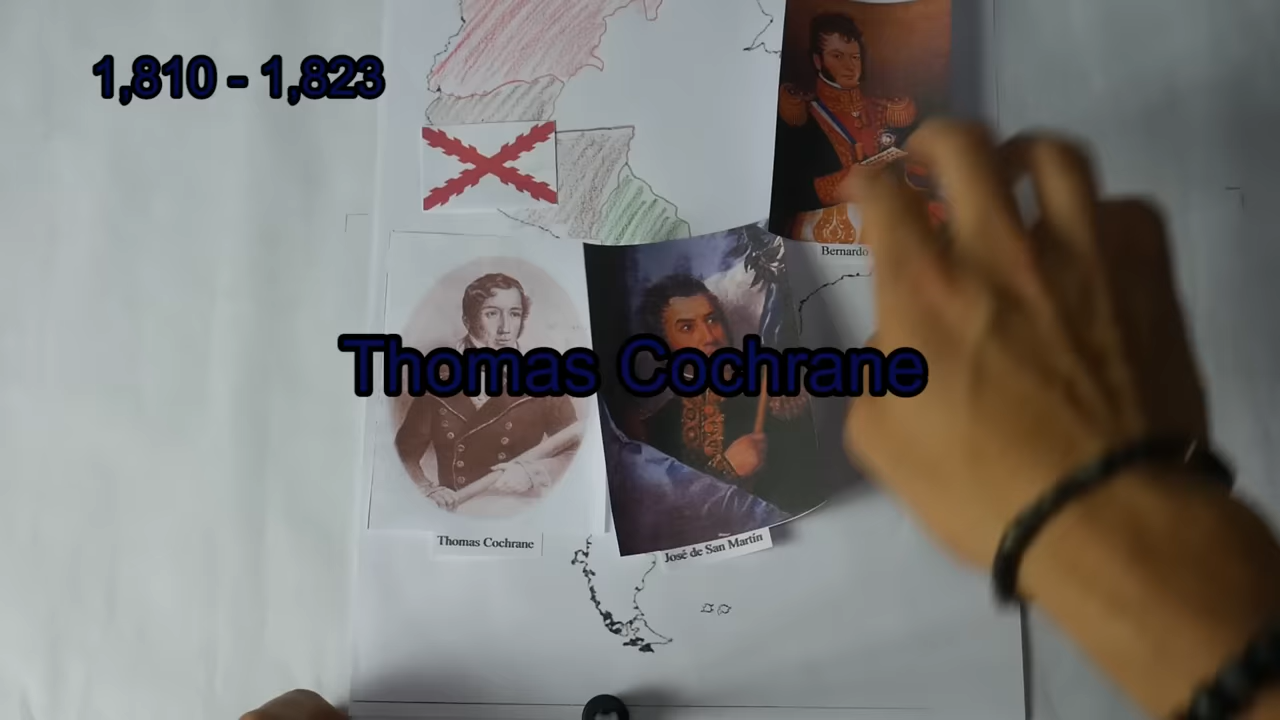 1,810 - 1,823
Bernardo
Thomas Cochrane
Thomas Cochrane
José de San Martín